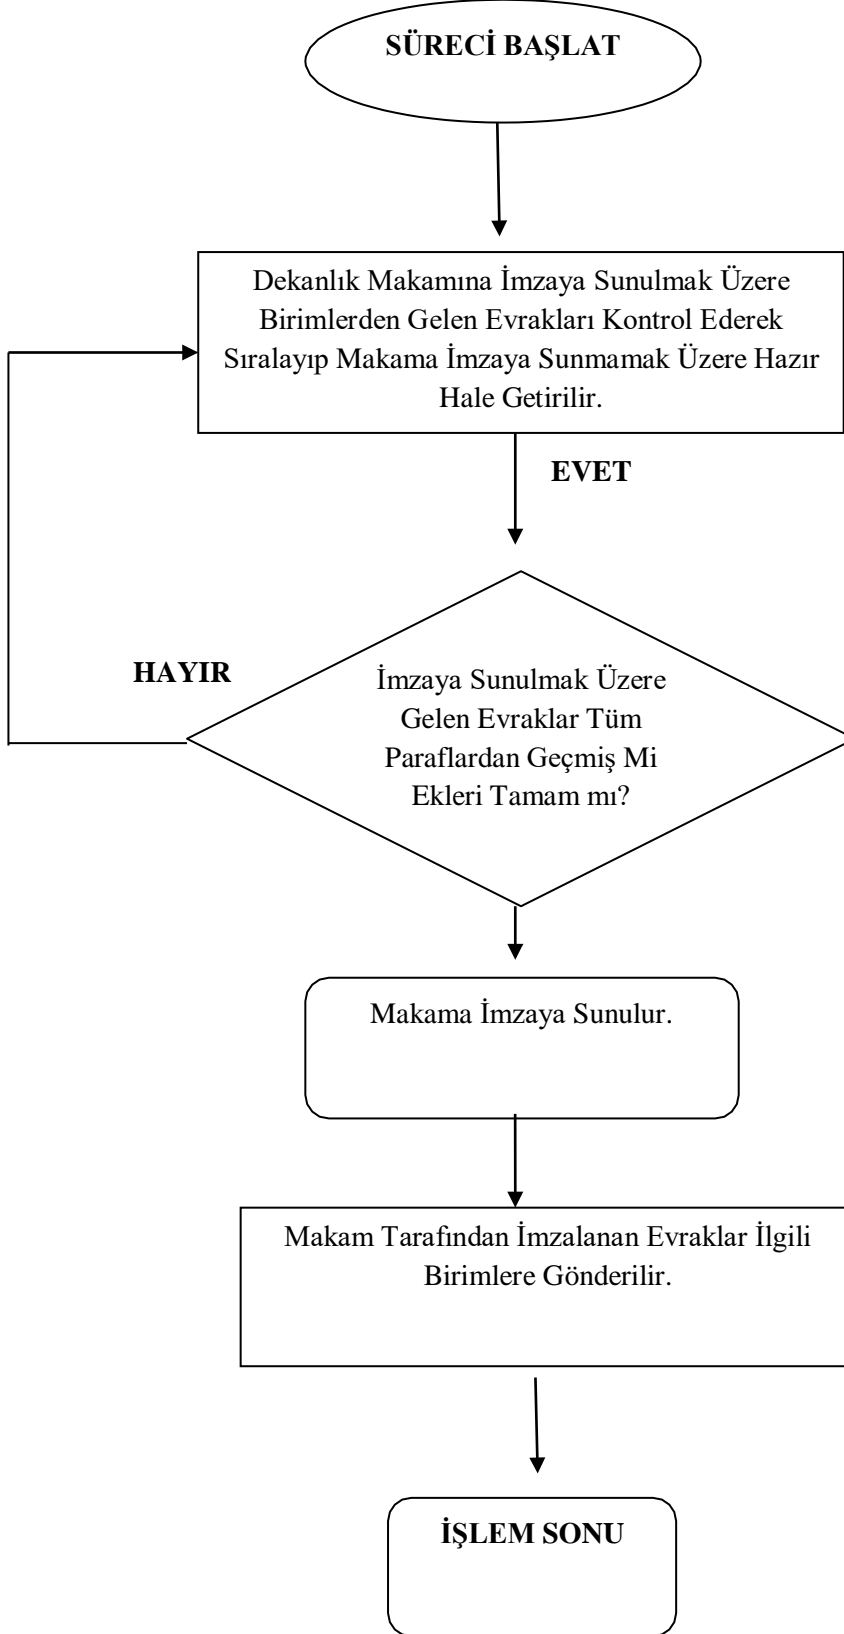 SÜRECİ BAŞLAT
Dekanlık Makamına İmzaya Sunulmak Üzere
Birimlerden Gelen Evrakları Kontrol Ederek
Sıralayıp Makama İmzaya Sunmamak Üzere Hazır
Hale Getirilir.
EVET
HAYIR
İmzaya Sunulmak Üzere
Gelen Evraklar Tüm
Paraflardan Geçmiş Mi
Ekleri Tamam mı?
Makama İmzaya Sunulur.
Makam Tarafından İmzalanan Evraklar İlgili
Birimlere Gönderilir.
İŞLEM SONU